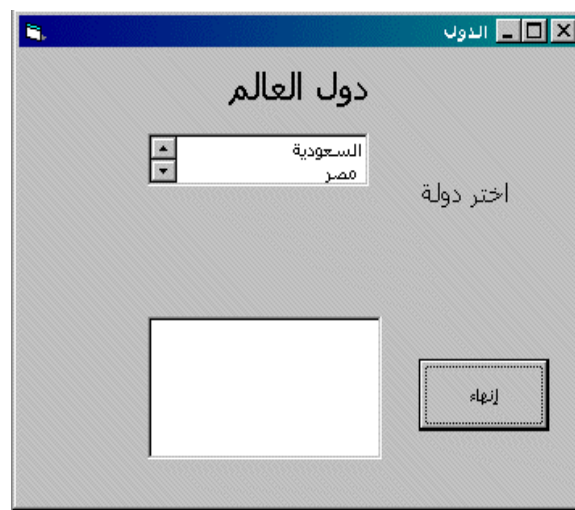 الدول
دول العالم
السعودية
مصر
اختر دولة
إنهاء